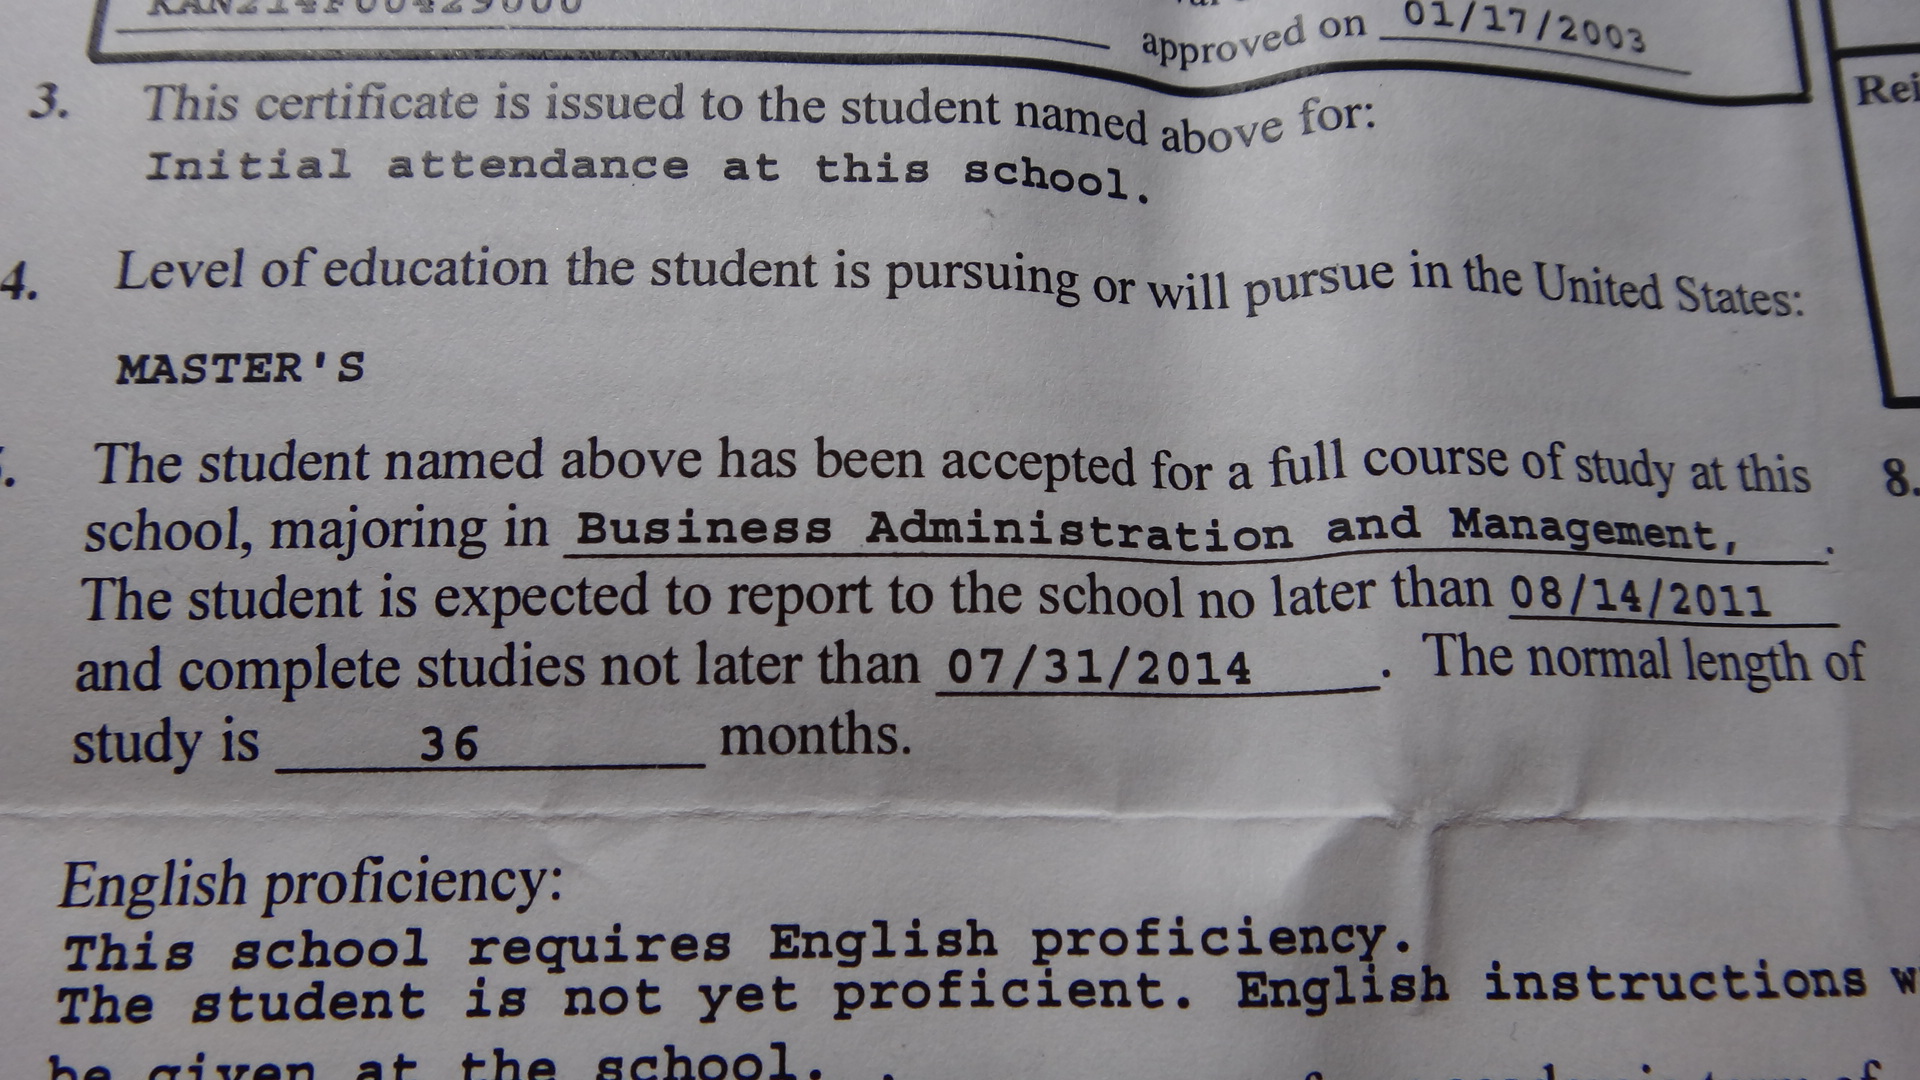 approved on 01/17/2003
3. This certificate is issued to the student named above for:
Initial attendance at this school.
4. Level of education the student is pursuing or will pursue in the United States:
MASTER'S
The student named above has been accepted for a full course of study at this
school, majoring in Business Administration and Management, .
The student is expected to report to the school no later than 08/14/2011
and complete studies not later than 07/31/2014 . The normal length of
study is 36 months.
English proficiency:
This school requires English proficiency.
The student is not yet proficient. English instructions
be given at the school.
8.